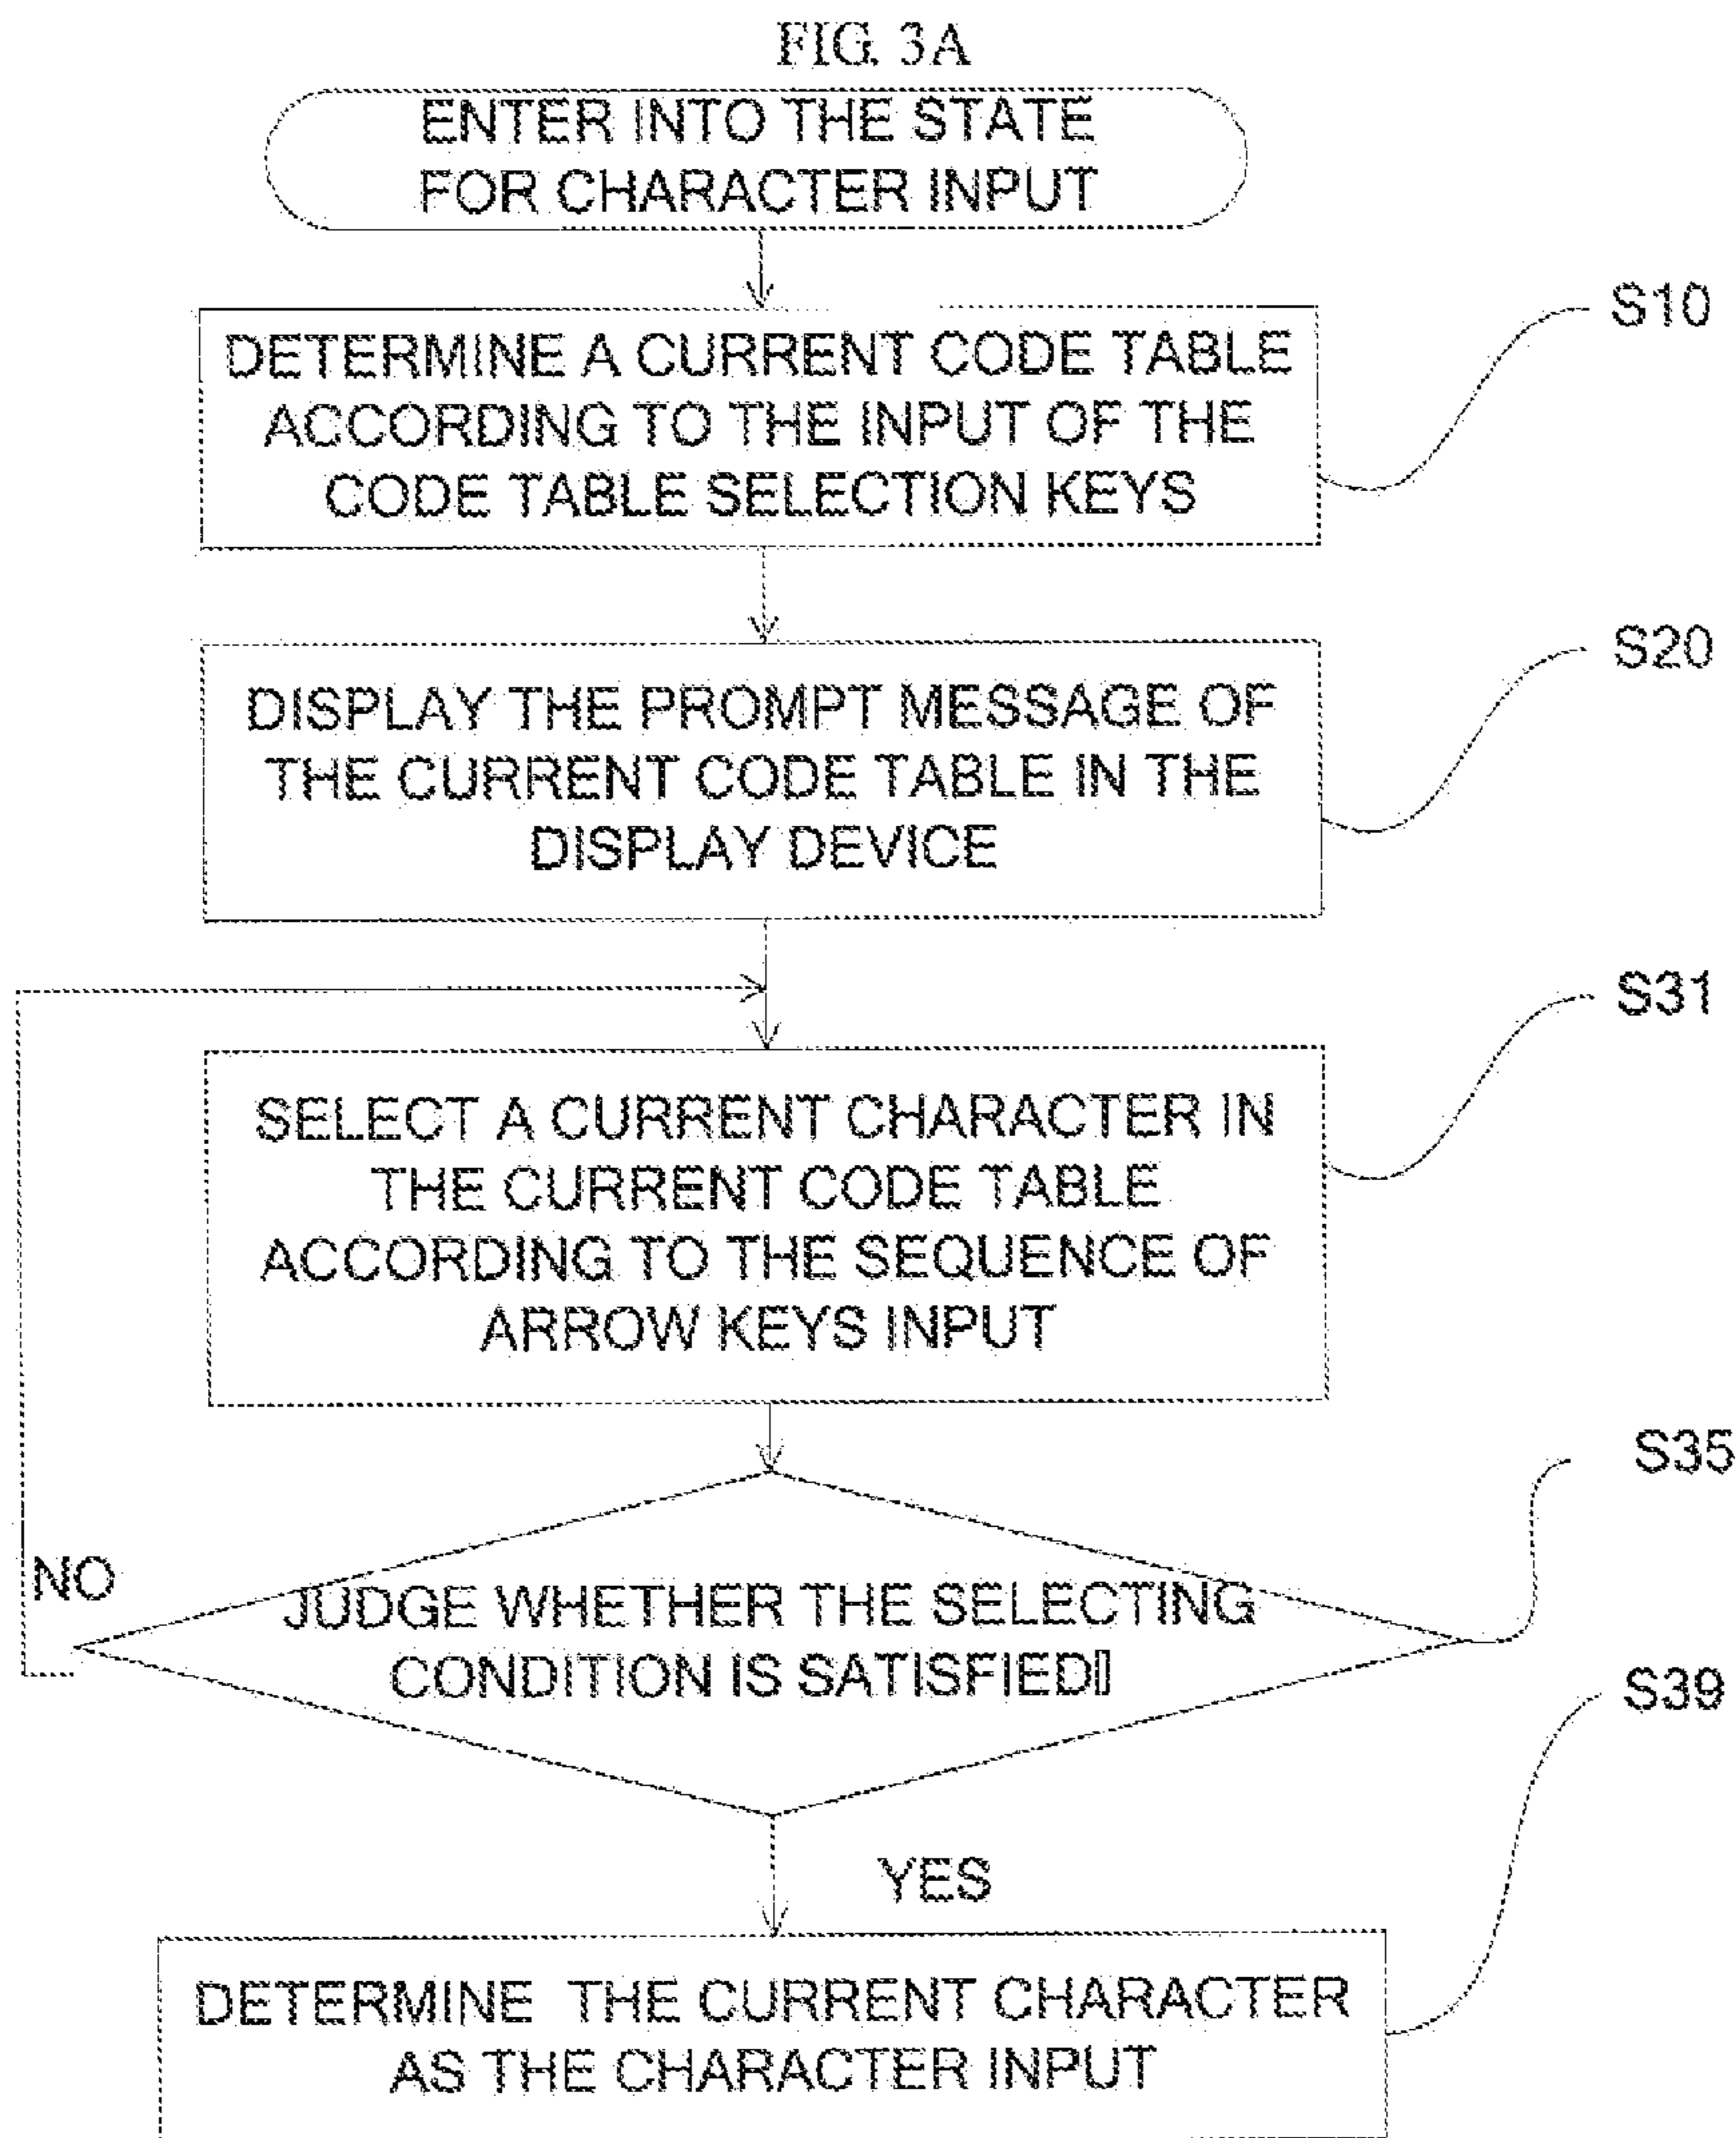 FIG. 3A
ENTER INTO THE STATE
FOR CHARACTER INPUT
S10
DETERMINE A CURRENT CODE TABLE
ACCORDING TO THE INPUT OF THE
CODE TABLE SELECTION KEYS
S20
DISPLAY THE PROMPT MESSAGE OF
THE CURRENT CODE TABLE IN THE
DISPLAY DEVICE
S31
SELECT A CURRENT CHARACTER IN
THE CURRENT CODE TABLE
ACCORDING TO THE SEQUENCE OF
ARROW KEYS INPUT
S35
NO
JUDGE WHETHER THE SELECTING
CONDITION IS SATISFIED▯
S39
YES
DETERMINE THE CURRENT CHARACTER
AS THE CHARACTER INPUT